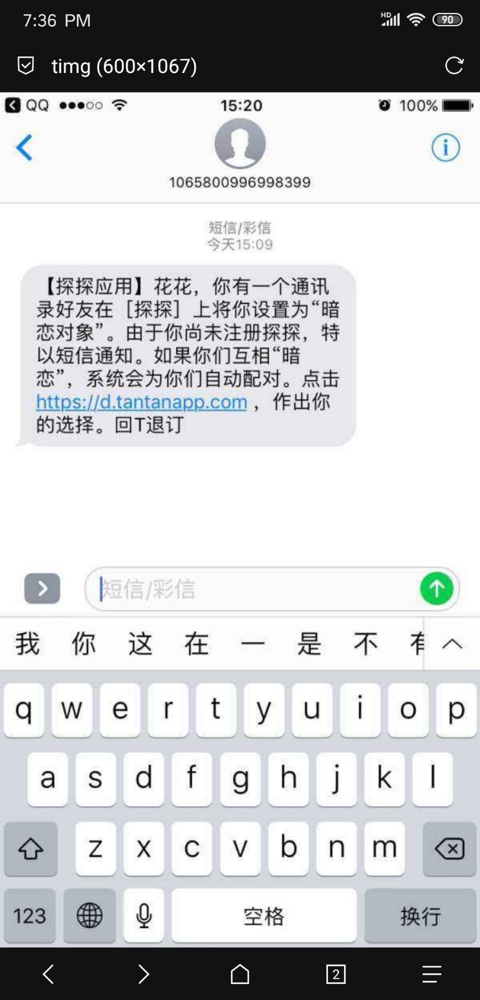 7:36 PM
HD
90
timg (600×1067)
QQ
15:20
100%
1065800996998399
短信/彩信
今天15:09
【探探应用】花花，你有一个通讯
录好友在［探探］上将你设置为“暗
恋对象”。由于你尚未注册探探，特
以短信通知。如果你们互相“暗
恋”，系统会为你们自动配对。点击
https://d.tantanapp.com ，作出你
的选择。回T退订
短信/彩信
我 你 这 在 一 是 不 有
q w e r t y u i o p
a s d f g h j k l
z x c v b n m
123 空格 换行
2